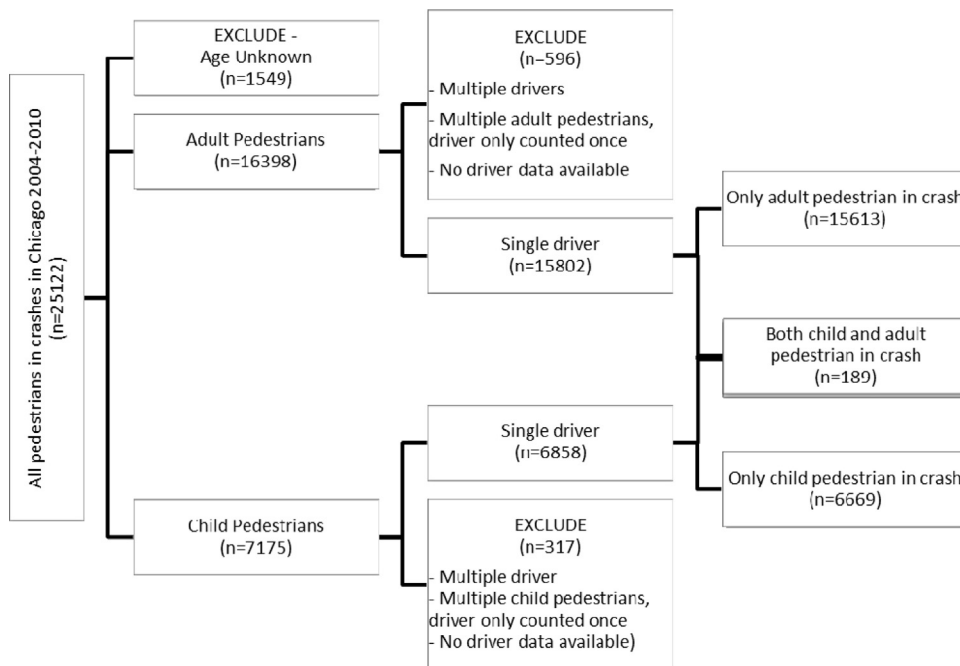 All pedestrians in crashes in Chicago 2004-2010
(n=25122)
EXCLUDE -
Age Unknown
(n=1549)
Adult Pedestrians
(n=16398)
Child Pedestrians
(n=7175)
EXCLUDE
(n=596)
- Multiple drivers
- Multiple adult pedestrians,
driver only counted once
- No driver data available
Single driver
(n=15802)
Single driver
(n=6858)
EXCLUDE
(n=317)
- Multiple driver
- Multiple child pedestrians,
driver only counted once
- No driver data available)
Only adult pedestrian in crash
(n=15613)
Both child and adult
pedestrian in crash
(n=189)
Only child pedestrian in crash
(n=6669)